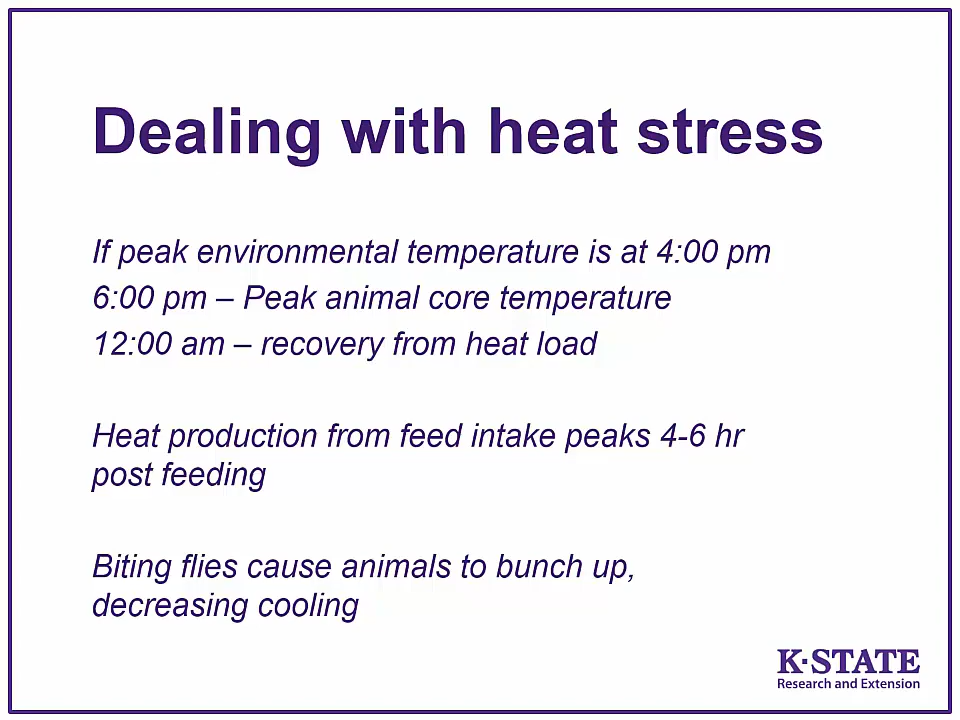 Dealing with heat stress
If peak environmental temperature is at 4:00 pm
6:00 pm – Peak animal core temperature
12:00 am – recovery from heat load
Heat production from feed intake peaks 4-6 hr
post feeding
Biting flies cause animals to bunch up,
decreasing cooling
K·STATE
Research and Extension